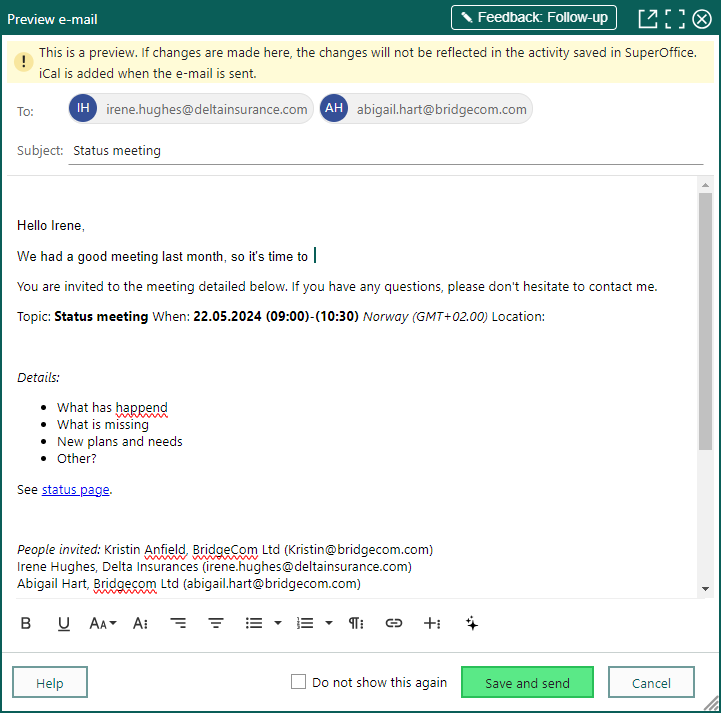 Preview e-mail
Feedback: Follow-up
! This is a preview. If changes are made here, the changes will not be reflected in the activity saved in SuperOffice.
iCal is added when the e-mail is sent.
To: IH irene.hughes@deltainsurance.com AH abigail.hart@bridgecom.com
Subject: Status meeting
Hello Irene,
We had a good meeting last month, so it's time to
You are invited to the meeting detailed below. If you have any questions, please don't hesitate to contact me.
Topic: Status meeting When: 22.05.2024 (09:00)-(10:30) Norway (GMT+02.00) Location:
Details:
• What has happend
• What is missing
• New plans and needs
• Other?
See status page.
People invited: Kristin Anfield, BridgeCom Ltd (Kristin@bridgecom.com)
Irene Hughes, Delta Insurances (irene.hughes@deltainsurance.com)
Abigail Hart, Bridgecom Ltd (abigail.hart@bridgecom.com)
B U AA A
Help
Do not show this again
Save and send
Cancel